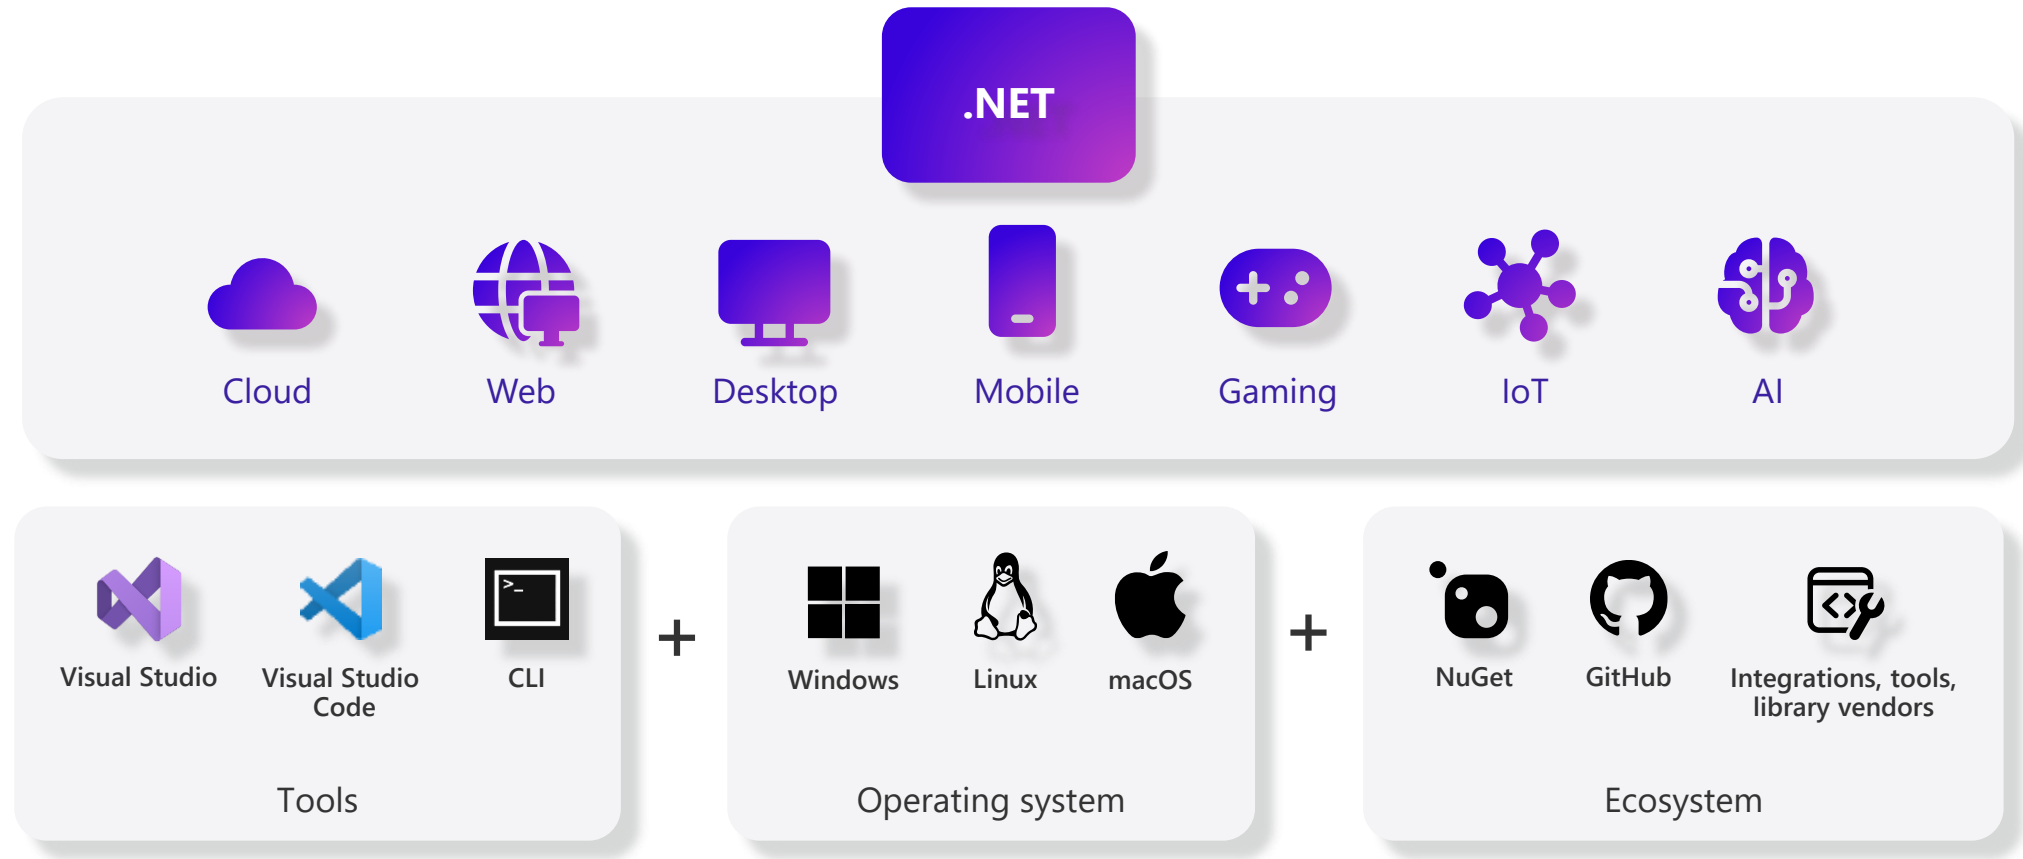 .NET
Cloud
Web
Desktop
Mobile
Gaming
IoT
AI
Visual Studio
Visual Studio
Code
>_
CLI
Tools
+
Windows
Linux
macOS
Operating system
+
NuGet
GitHub
Integrations, tools,
library vendors
Ecosystem